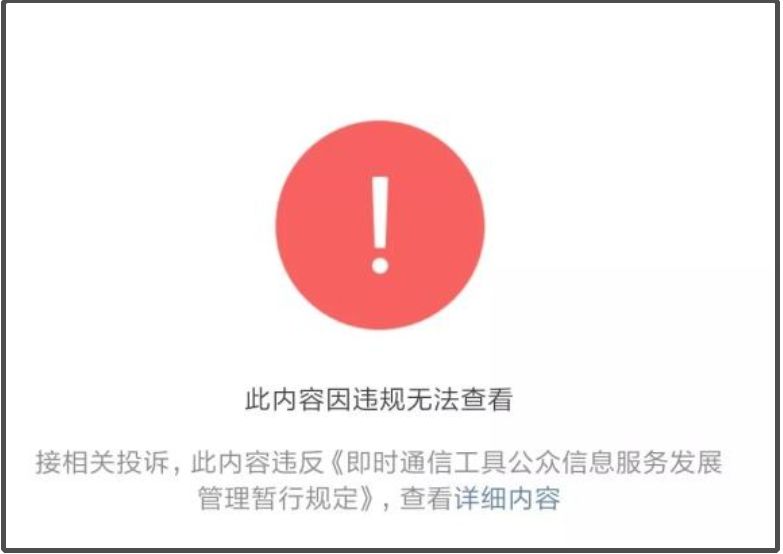 此内容因违规无法查看
接相关投诉，此内容违反《即时通信工具公众信息服务发展
管理暂行规定》，查看详细内容